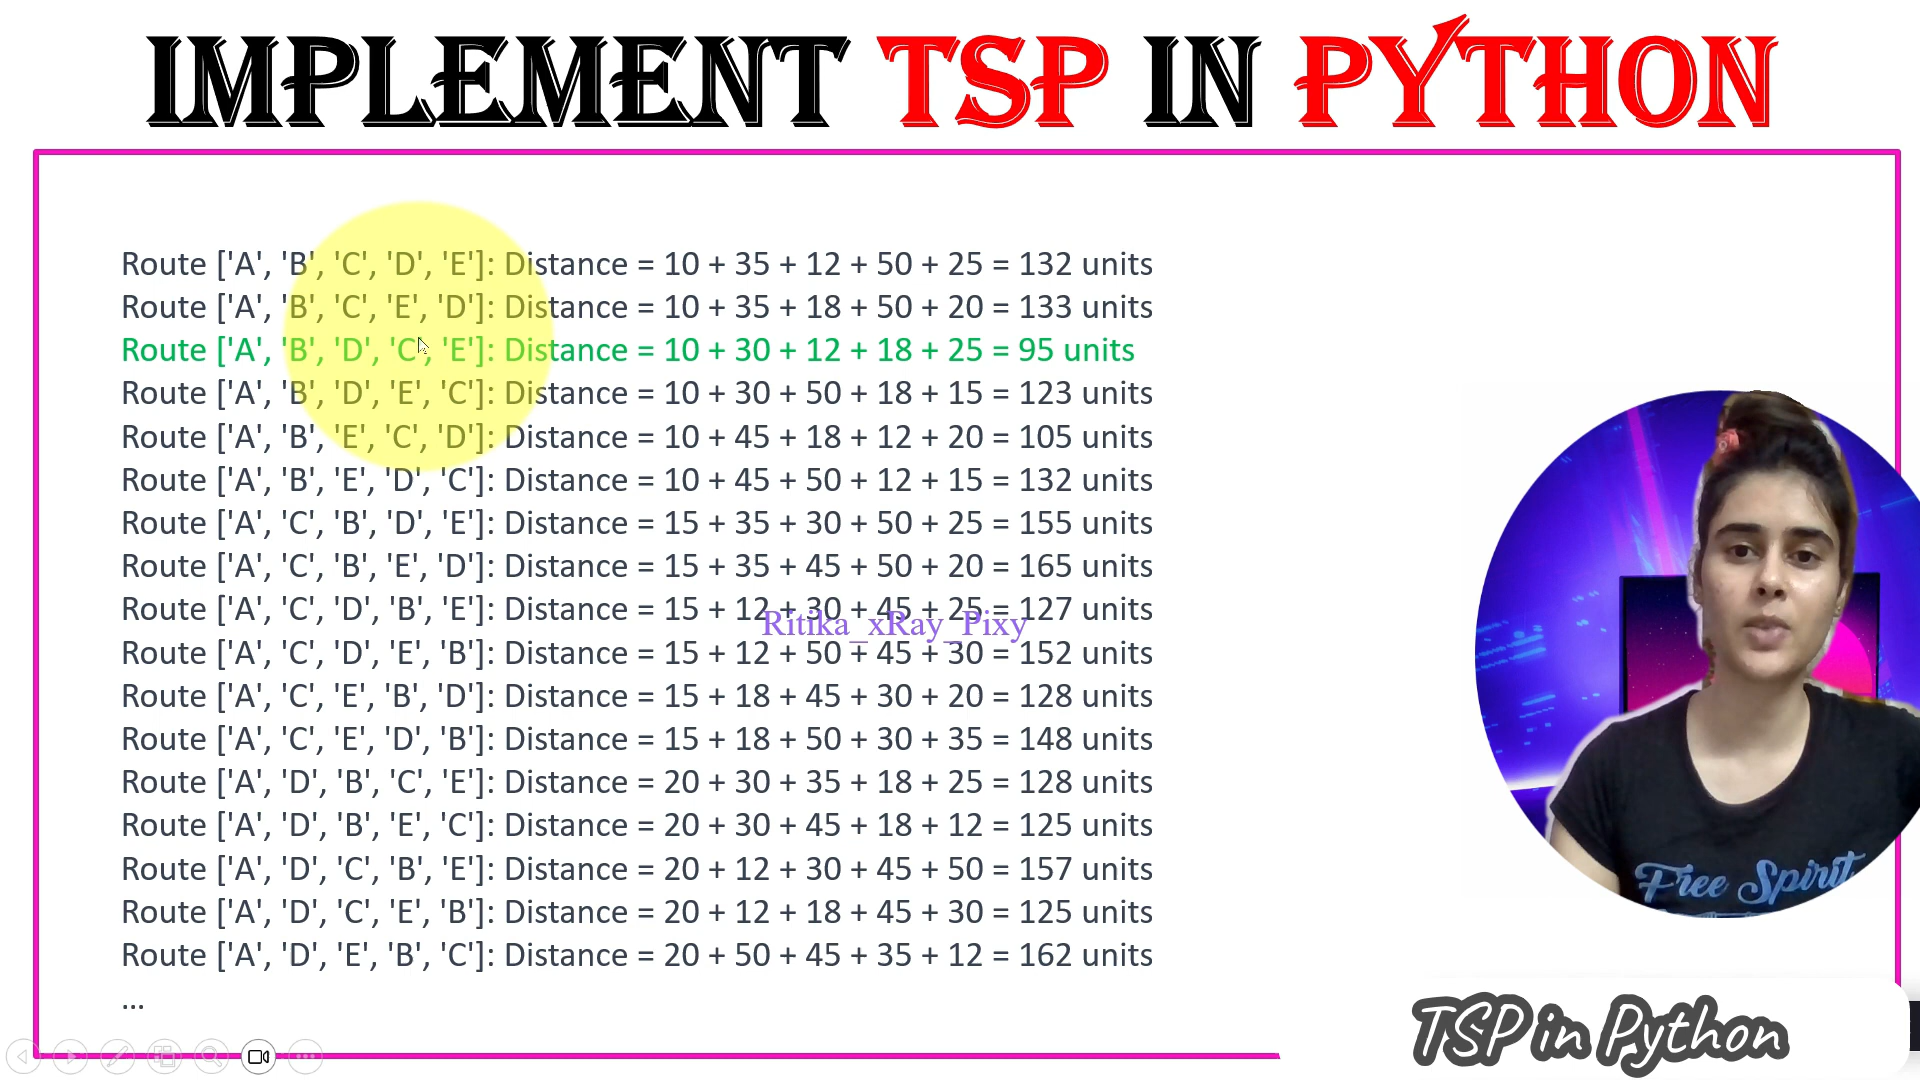 IMPLEMENT TSP IN PYTHON
Route ['A', 'B', 'C', 'D', 'E']: Distance = 10 + 35 + 12 + 50 + 25 = 132 units
Route ['A', 'B', 'C', 'E', 'D']: Distance = 10 + 35 + 18 + 50 + 20 = 133 units
Route ['A', 'B', 'D', 'C', 'E']: Distance = 10 + 30 + 12 + 18 + 25 = 95 units
Route ['A', 'B', 'D', 'E', 'C']: Distance = 10 + 30 + 50 + 18 + 15 = 123 units
Route ['A', 'B', 'E', 'C', 'D']: Distance = 10 + 45 + 18 + 12 + 20 = 105 units
Route ['A', 'B', 'E', 'D', 'C']: Distance = 10 + 45 + 50 + 12 + 15 = 132 units
Route ['A', 'C', 'B', 'D', 'E']: Distance = 15 + 35 + 30 + 50 + 25 = 155 units
Route ['A', 'C', 'B', 'E', 'D']: Distance = 15 + 35 + 45 + 50 + 20 = 165 units
Route ['A', 'C', 'D', 'B', 'E']: Distance = 15 + 12 + 30 + 45 + 25 = 127 units
Ritika_xRay_Pixy
Route ['A', 'C', 'D', 'E', 'B']: Distance = 15 + 12 + 50 + 45 + 30 = 152 units
Route ['A', 'C', 'E', 'B', 'D']: Distance = 15 + 18 + 45 + 30 + 20 = 128 units
Route ['A', 'C', 'E', 'D', 'B']: Distance = 15 + 18 + 50 + 30 + 35 = 148 units
Route ['A', 'D', 'B', 'C', 'E']: Distance = 20 + 30 + 35 + 18 + 25 = 128 units
Route ['A', 'D', 'B', 'E', 'C']: Distance = 20 + 30 + 45 + 18 + 12 = 125 units
Route ['A', 'D', 'C', 'B', 'E']: Distance = 20 + 12 + 30 + 45 + 50 = 157 units
Route ['A', 'D', 'C', 'E', 'B']: Distance = 20 + 12 + 18 + 45 + 30 = 125 units
Route ['A', 'D', 'E', 'B', 'C']: Distance = 20 + 50 + 45 + 35 + 12 = 162 units
...
Free Spirit
TSP in Python